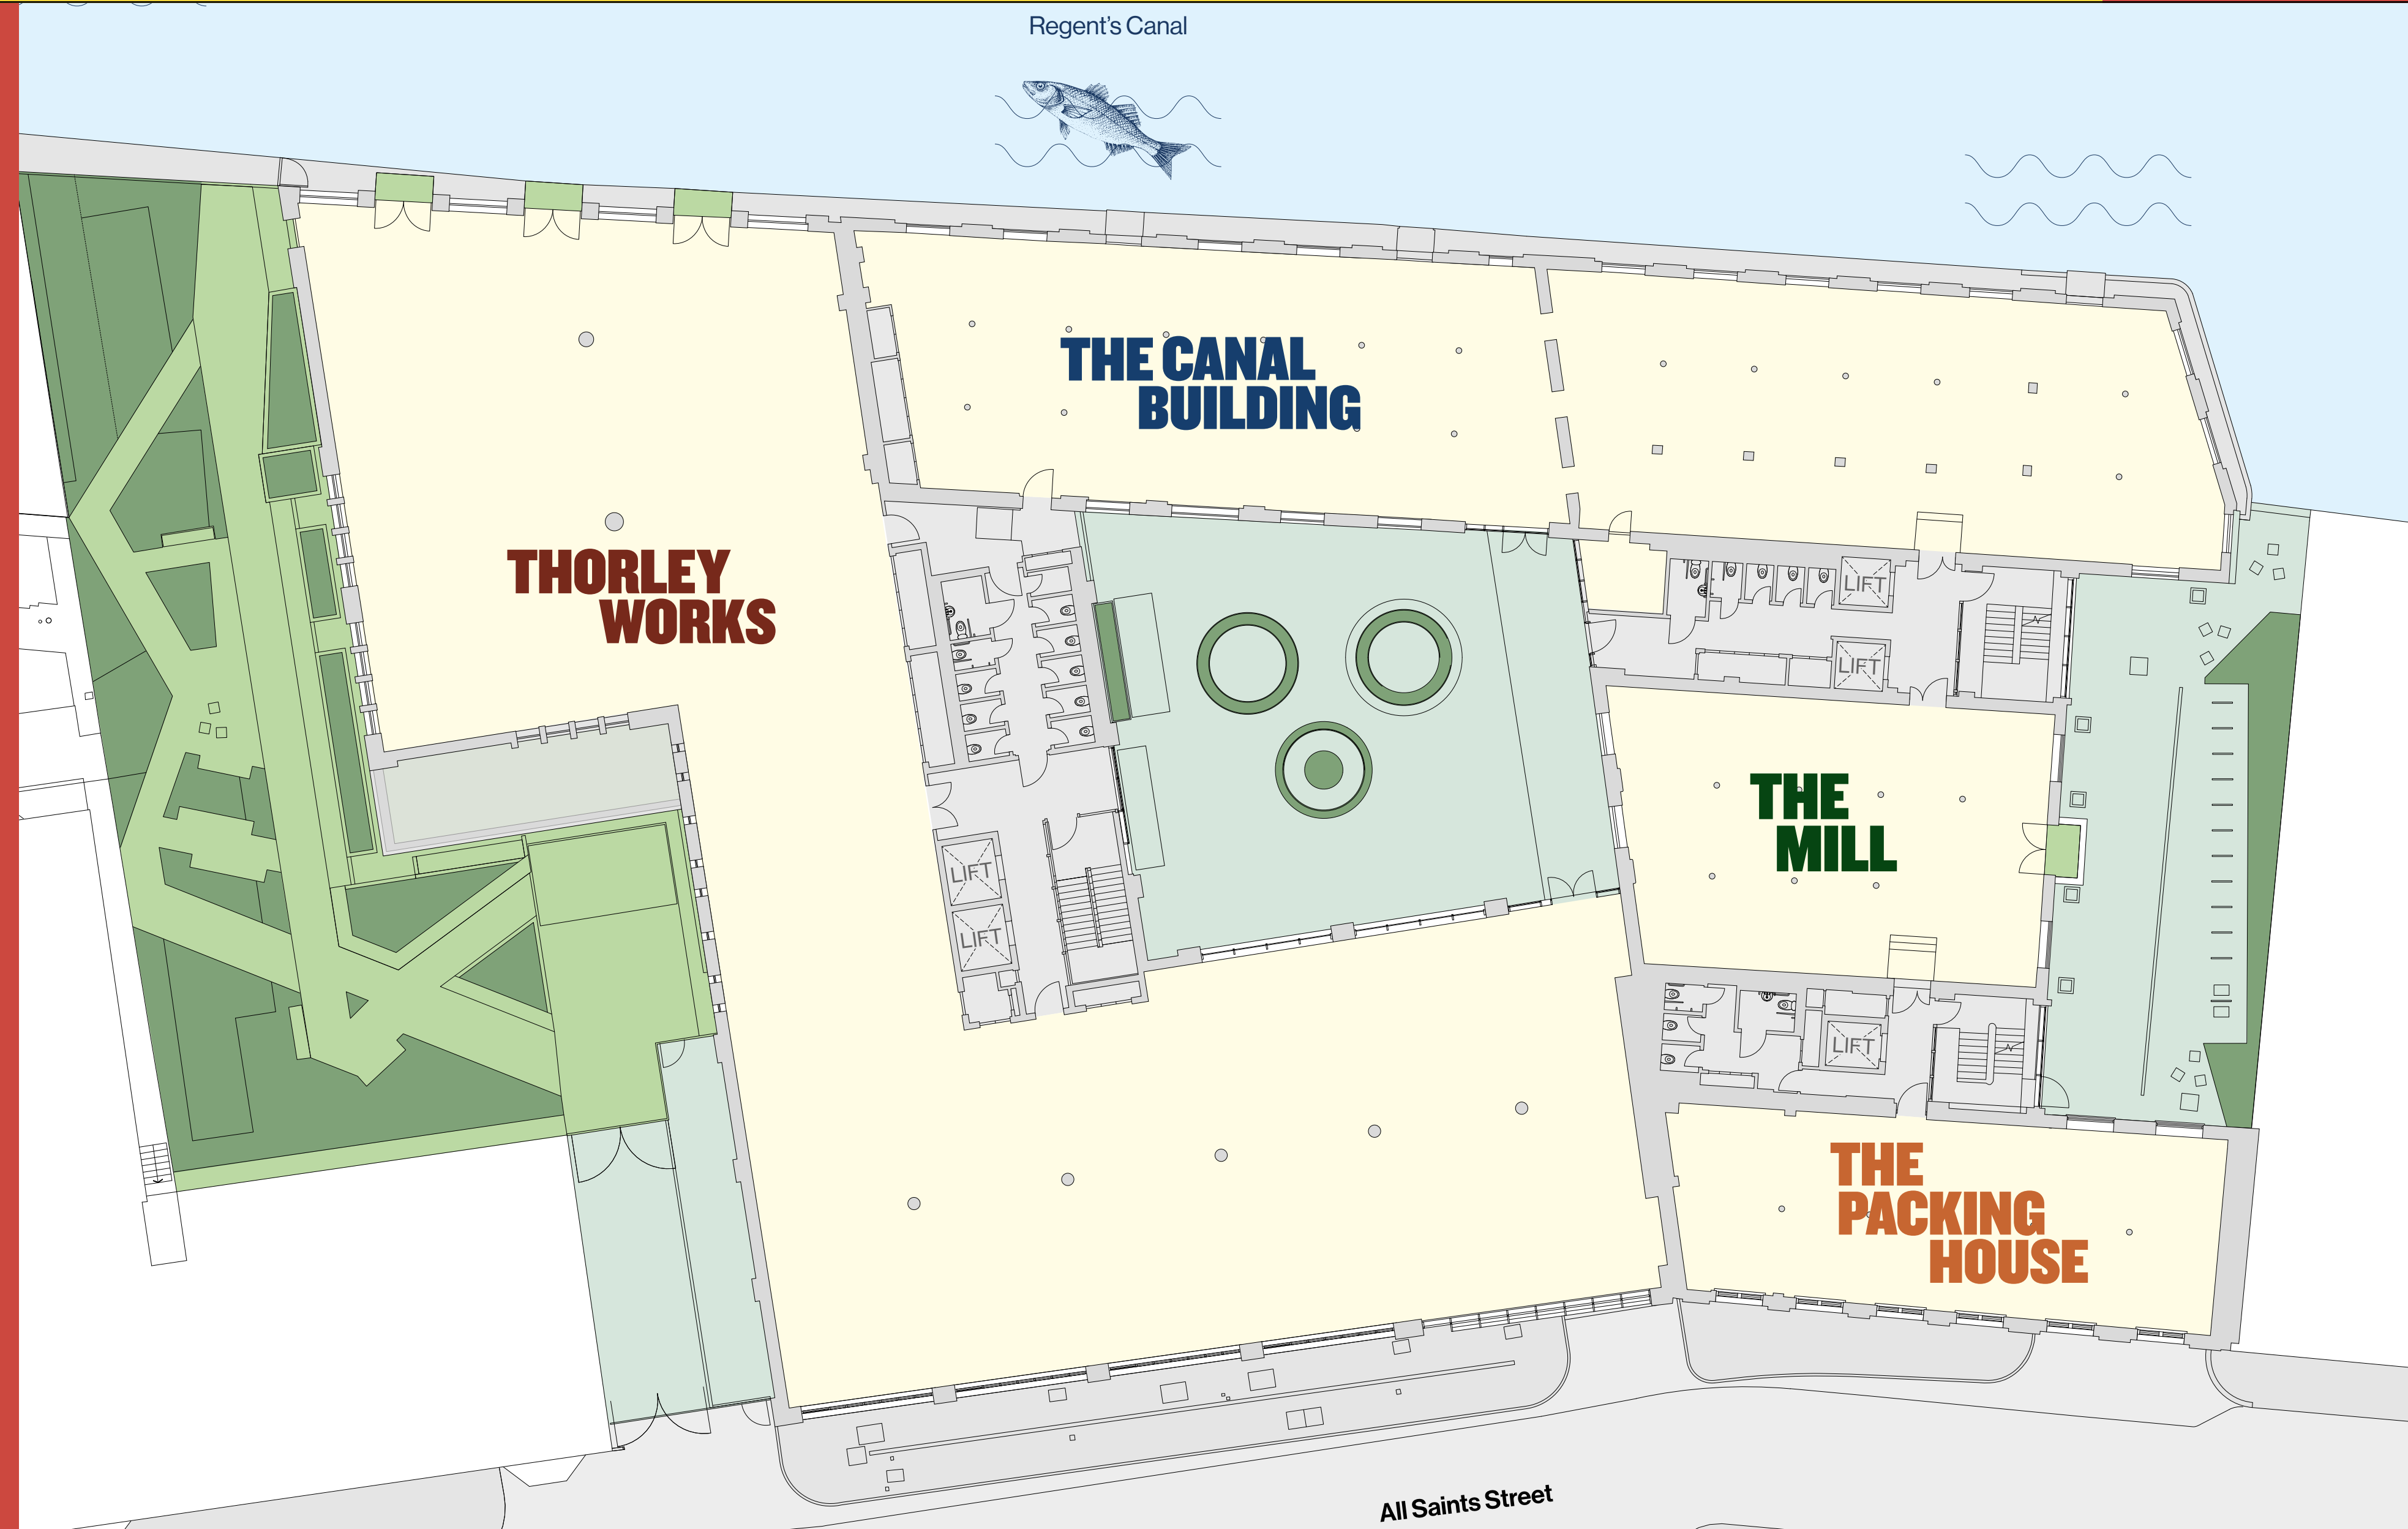 Regent's Canal
THE CANAL
BUILDING
THORLEY
WORKS
LIFT
LIFT
THE
MILL
LIFT
LIFT
LIFT
THE
PACKING
HOUSE
All Saints Street